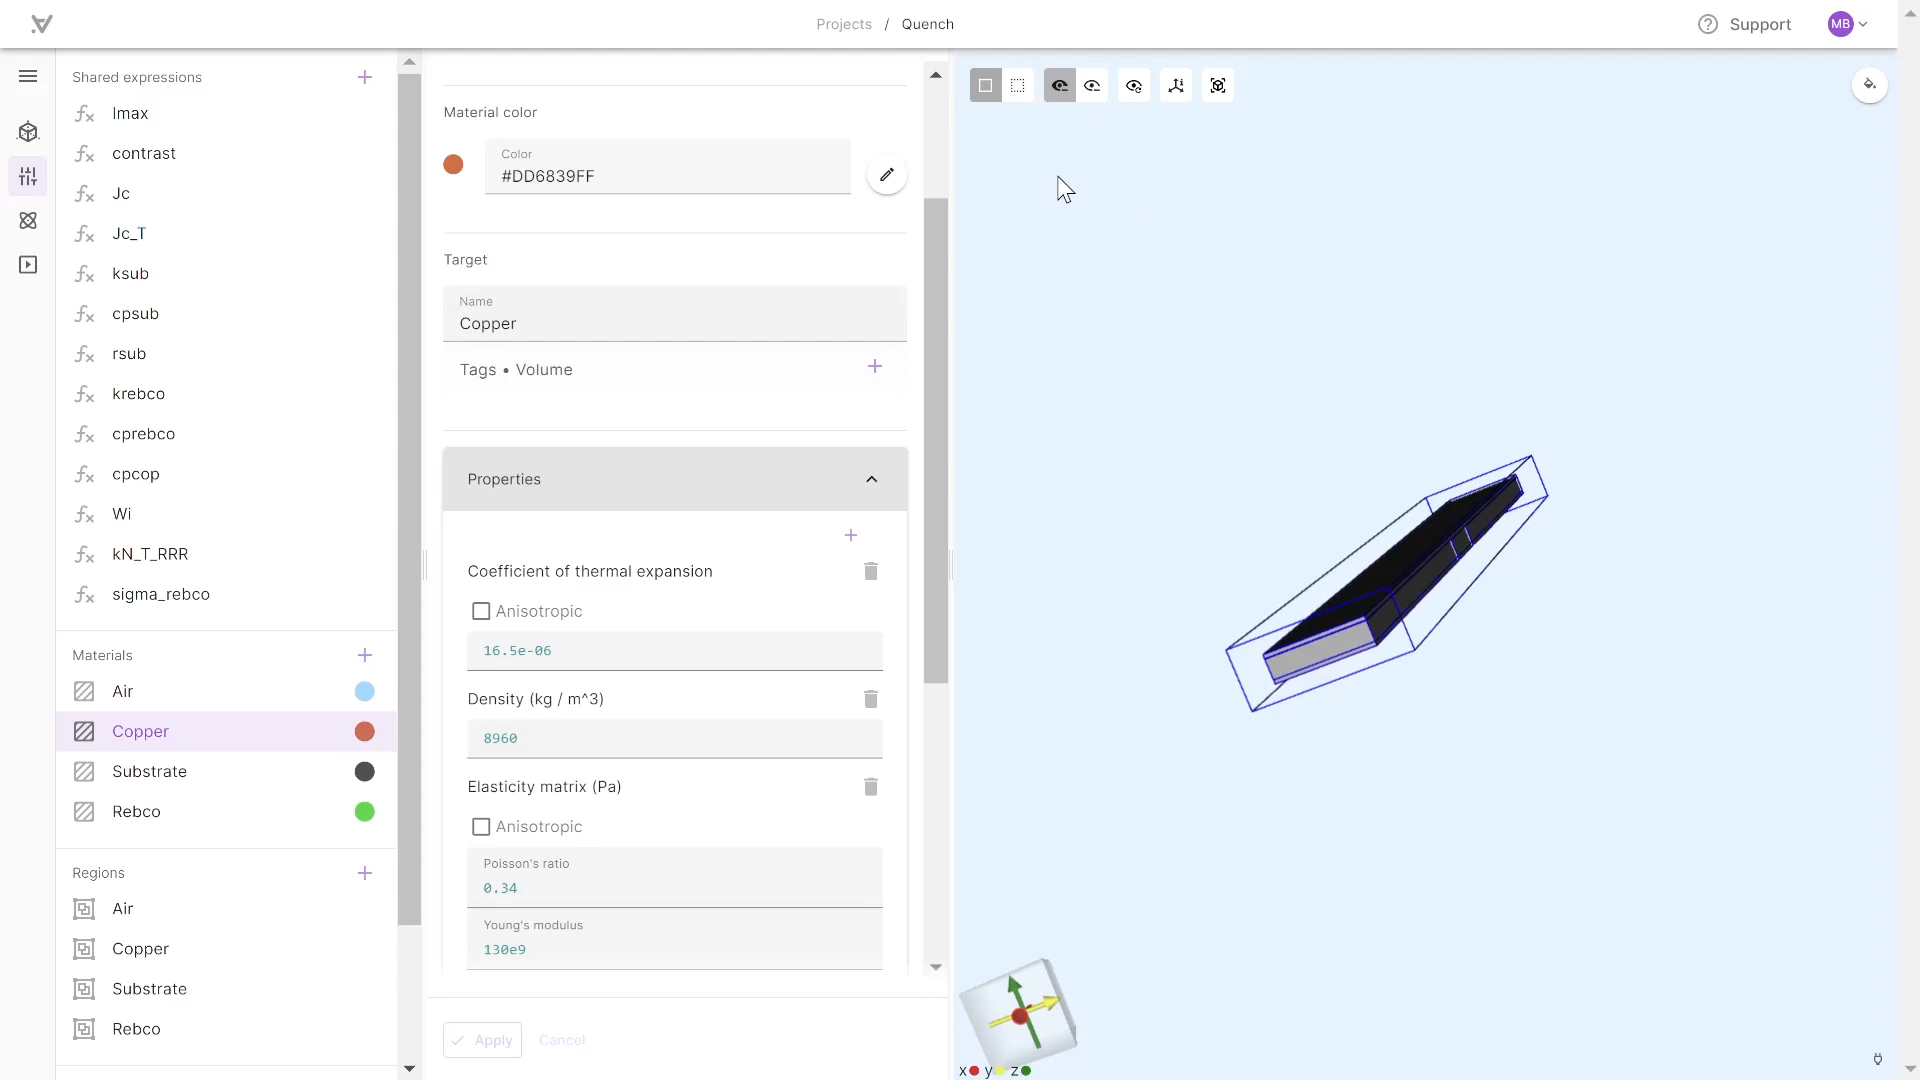 Projects / Quench
Support
MB
Shared expressions
Imax
contrast
Jc
Jc_T
ksub
cpsub
rsub
krebco
cprebco
cpcop
Wi
kN_T_RRR
sigma_rebco
Materials
Air
Copper
Substrate
Rebco
Regions
Air
Copper
Substrate
Rebco
Material color
Color
#DD6839FF
Target
Name
Copper
Tags • Volume
Properties
Coefficient of thermal expansion
Anisotropic
16.5e-06
Density (kg / m^3)
8960
Elasticity matrix (Pa)
Anisotropic
Poisson's ratio
0.34
Young's modulus
130e9
Apply
Cancel
x y z